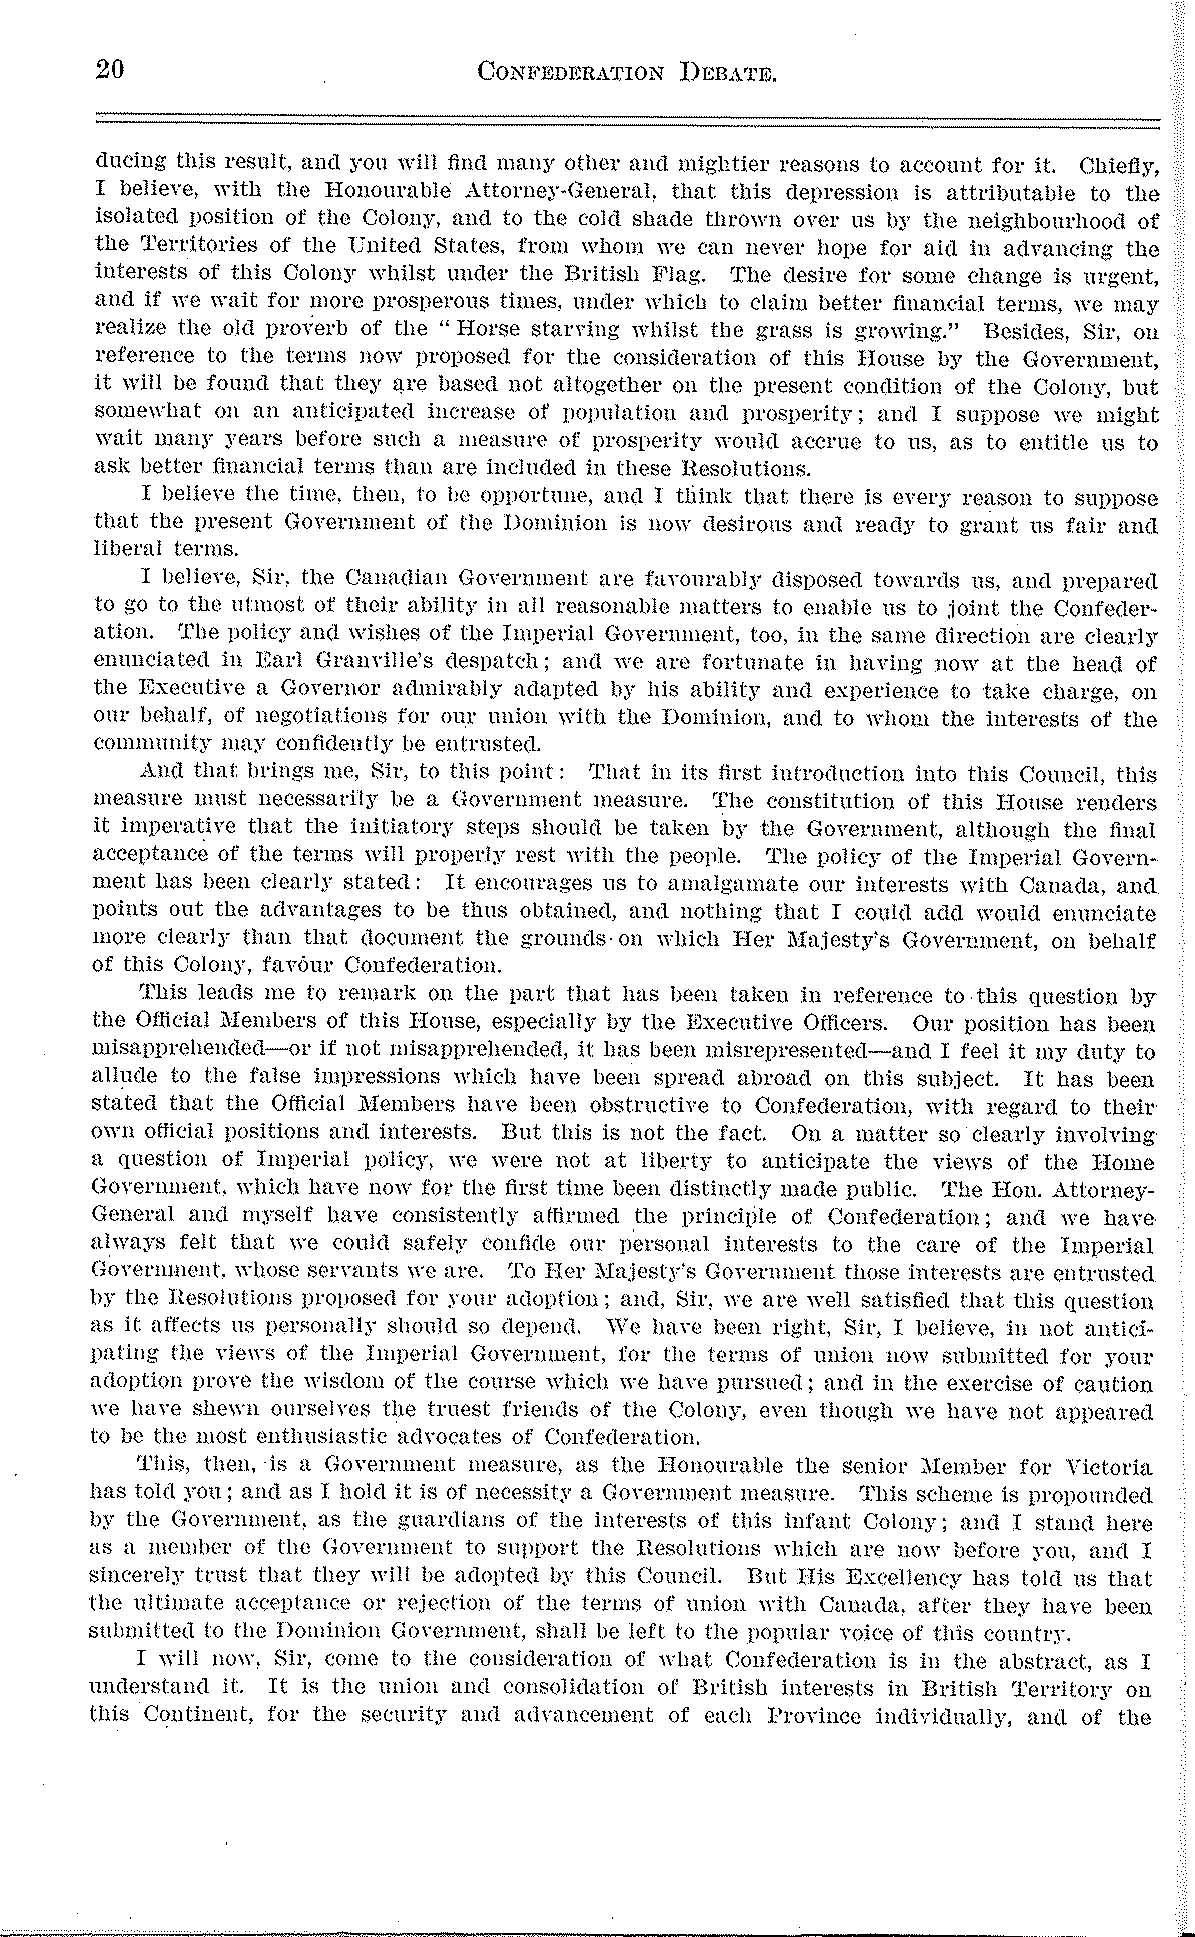 20 CONFEDERATION DEBATE.
ducing this result, and you will find many other and mightier reasons to account for it. Chiefly,
I believe, with the Honourable Attorney-General, that this depression is attributable to the
isolated position of the Colony, and to the cold shade thrown over us by the neighbourhood of
the Territories of the United States, from whom we can never hope for aid in advancing the
interests of this Colony whilst under the British Flag. The desire for some change is urgent,
and if we wait for more prosperous times, under which to claim better financial terms, we may
realize the old proverb of the "Horse starving whilst the grass is growing." Besides, Sir, on
reference to the terms now proposed for the consideration of this House by the Government,
it will be found that they are based not altogether on the present condition of the Colony, but
somewhat on an anticipated increase of population and prosperity; and I suppose we might
wait many years before such a measure of prosperity would accrue to us, as to entitle us to
ask better financial terms than are included in these Resolutions.
I believe the time, then, to be opportune, and I think that there is every reason to suppose
that the present Government of the Dominion is now desirous and ready to grant us fair and
liberal terms.
I believe, Sir, the Canadian Government are favourably disposed towards us, and prepared
to go to the utmost of their ability in all reasonable matters to enable us to joint the Confeder-
ation. The policy and wishes of the Imperial Government, too, in the same direction are clearly
enunciated in Earl Granville's despatch; and we are fortunate in having now at the head of
the Executive a Governor admirably adapted by his ability and experience to take charge, on
our behalf, of negotiations for our union with the Dominion, and to whom the interests of the
community may confidently be entrusted.
And that brings me, Sir, to this point: That in its first introduction into this Council, this
measure must necessarily be a Government measure. The constitution of this House renders
it imperative that the initiatory steps should be taken by the Government, although the final
acceptance of the terms will properly rest with the people. The policy of the Imperial Govern-
ment has been clearly stated: It encourages us to amalgamate our interests with Canada, and
points out the advantages to be thus obtained, and nothing that I could add would enunciate
more clearly than that document the grounds on which Her Majesty's Government, on behalf
of this Colony, favour Confederation.
This leads me to remark on the part that has been taken in reference to this question by
the Official Members of this House, especially by the Executive Officers. Our position has been
misapprehended—or if not misapprehended, it has been misrepresented—and I feel it my duty to
allude to the false impressions which have been spread abroad on this subject. It has been
stated that the Official Members have been obstructive to Confederation, with regard to their
own official positions and interests. But this is not the fact. On a matter so clearly involving
a question of Imperial policy, we were not at liberty to anticipate the views of the Home
Government, which have now for the first time been distinctly made public. The Hon. Attorney-
General and myself have consistently affirmed the principle of Confederation; and we have
always felt that we could safely confide our personal interests to the care of the Imperial
Government, whose servants we are. To Her Majesty's Government those interests are entrusted
by the Resolutions proposed for your adoption; and, Sir, we are well satisfied that this question
as it affects us personally should so depend. We have been right, Sir, I believe, in not antici-
pating the views of the Imperial Government, for the terms of union now submitted for your
adoption prove the wisdom of the course which we have pursued; and in the exercise of caution
we have shewn ourselves the truest friends of the Colony, even though we have not appeared
to be the most enthusiastic advocates of Confederation.
This, then, is a Government measure, as the Honourable the senior Member for Victoria
has told you; and as I hold it is of necessity a Government measure. This scheme is propounded
by the Government, as the guardians of the interests of this infant Colony; and I stand here
as a member of the Government to support the Resolutions which are now before you, and I
sincerely trust that they will be adopted by this Council. But His Excellency has told us that
the ultimate acceptance or rejection of the terms of union with Canada, after they have been
submitted to the Dominion Government, shall be left to the popular voice of this country.
I will now, Sir, come to the consideration of what Confederation is in the abstract, as I
understand it. It is the union and consolidation of British interests in British Territory on
this Continent, for the security and advancement of each Province individually, and of the